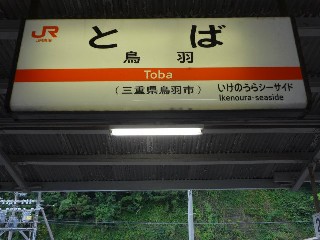 JR
と ば
鳥 羽
Toba
(三重県鳥羽市)
いけのうらシーサイド
Ikenoura-seaside